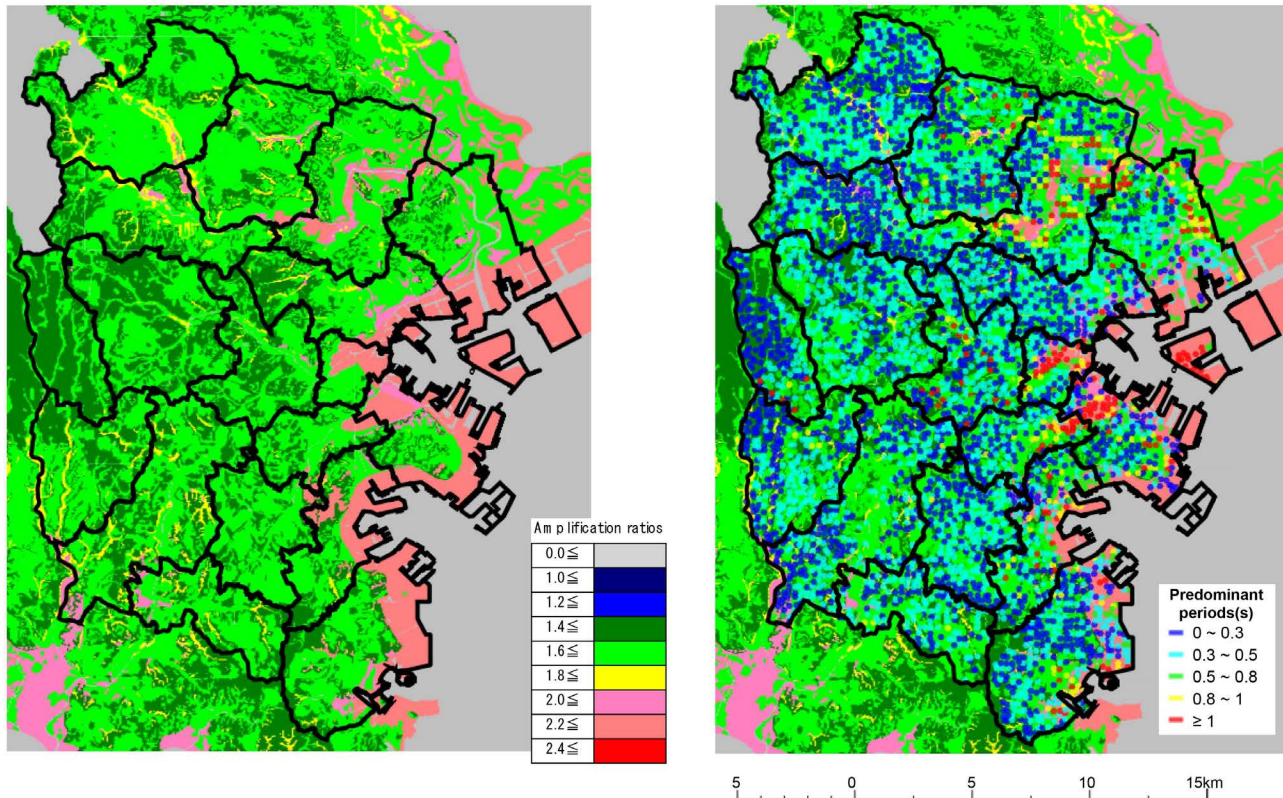 Amplification ratios
0.0≦
1.0≦
1.2≦
1.4≦
1.6≦
1.8≦
2.0≦
2.2≦
2.4≦
Predominant
periods(s)
0 ~ 0.3
0.3 ~ 0.5
0.5 ~ 0.8
0.8 ~ 1
≥ 1
5 0 5 10 15km